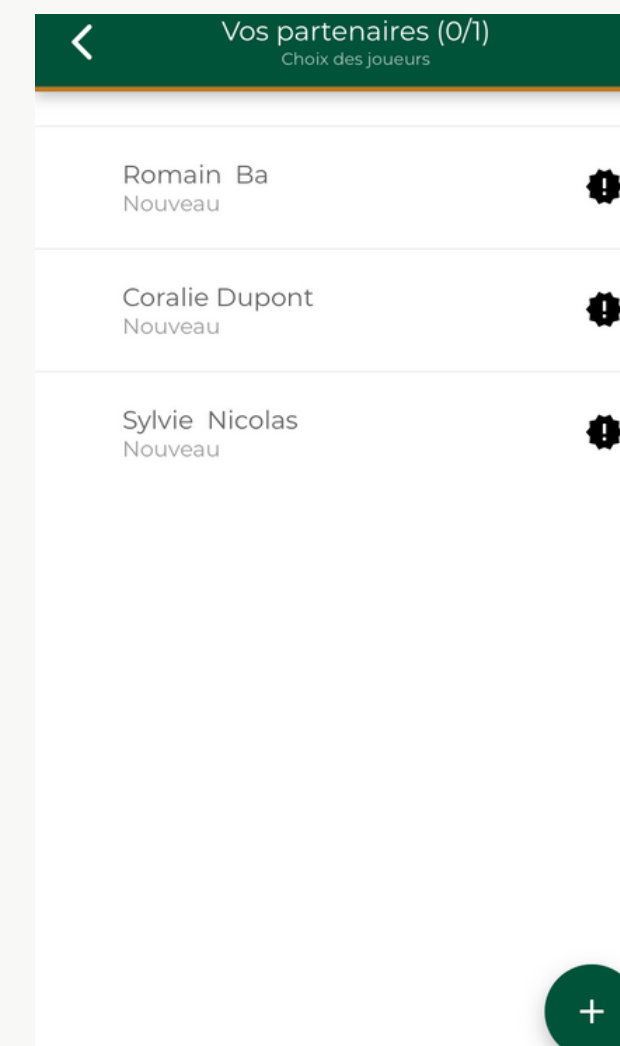 Vos partenaires (0/1)
Choix des joueurs
Romain Ba
Nouveau
Coralie Dupont
Nouveau
Sylvie Nicolas
Nouveau
+